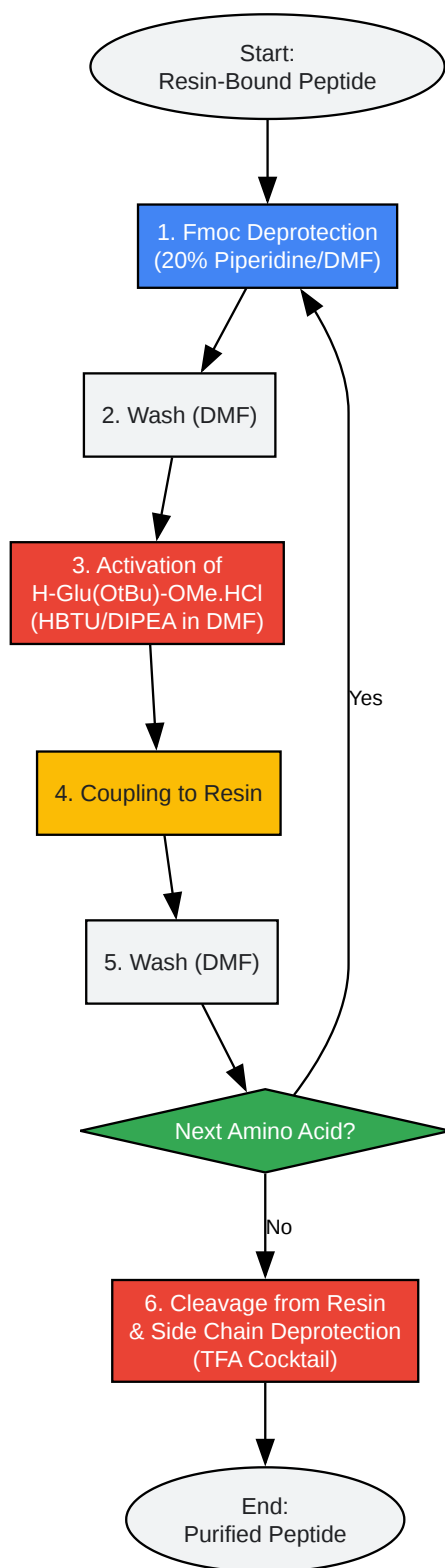 Start:
Resin-Bound Peptide
1. Fmoc Deprotection
(20% Piperidine/DMF)
2. Wash (DMF)
3. Activation of
H-Glu(OtBu)-OMe.HCl
(HBTU/DIPEA in DMF)
Yes
4. Coupling to Resin
5. Wash (DMF)
Next Amino Acid?
No
6. Cleavage from Resin
& Side Chain Deprotection
(TFA Cocktail)
End:
Purified Peptide